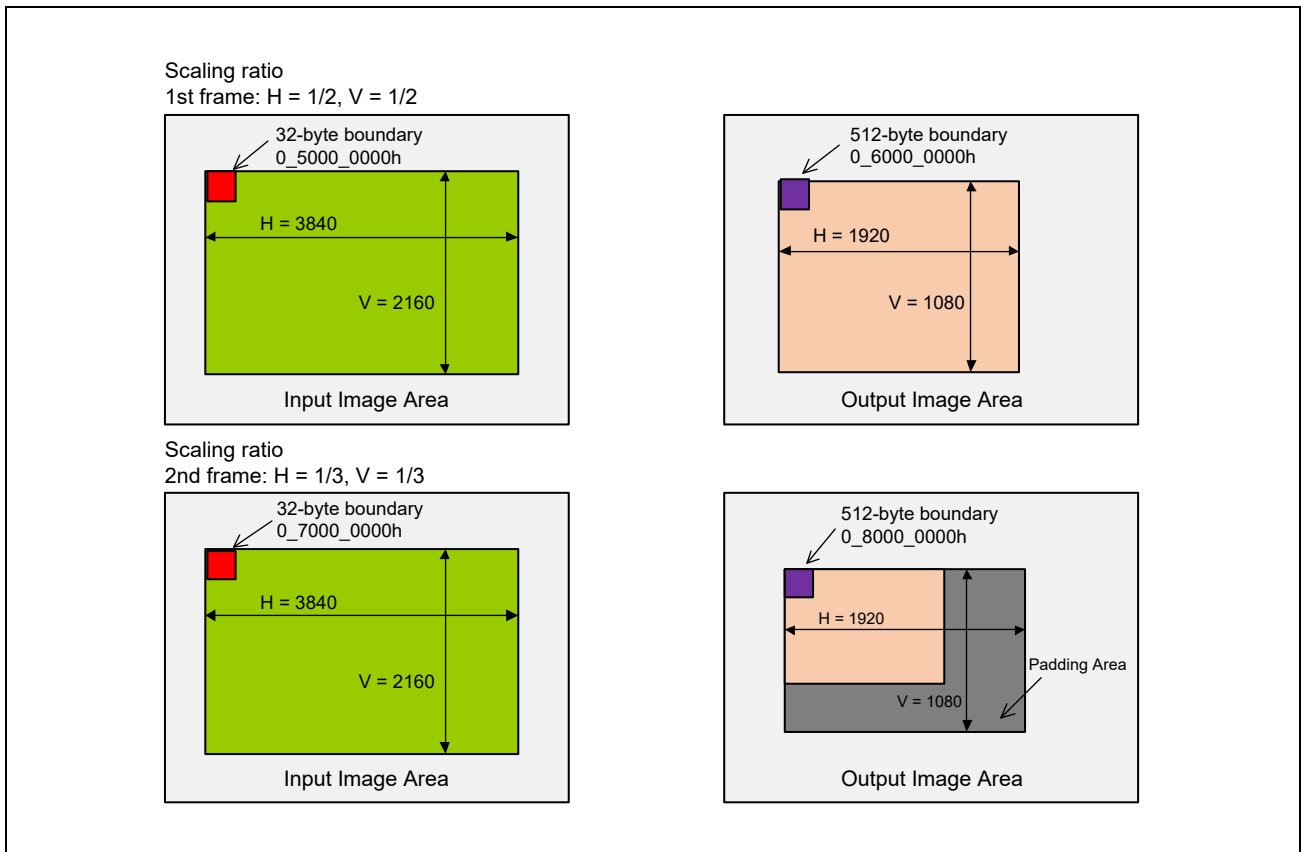 Scaling ratio
1st frame: H = 1/2, V = 1/2
32-byte boundary
0_5000_0000h
H = 3840
V = 2160
Input Image Area
512-byte boundary
0_6000_0000h
H = 1920
V = 1080
Output Image Area
Scaling ratio
2nd frame: H = 1/3, V = 1/3
32-byte boundary
0_7000_0000h
H = 3840
V = 2160
Input Image Area
512-byte boundary
0_8000_0000h
H = 1920
Padding Area
V = 1080
Output Image Area